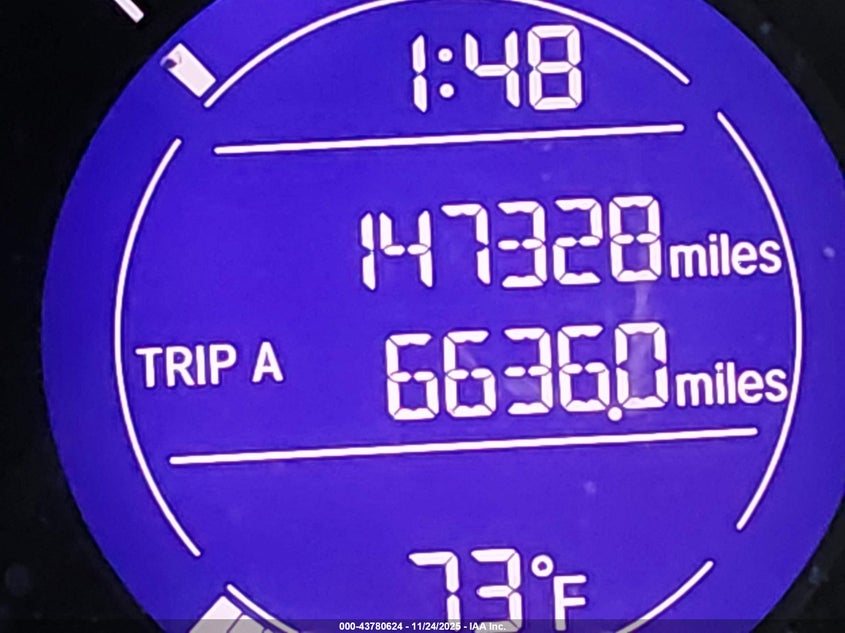 1:48
147328 miles
TRIP A 6636.0 miles
73°F
000-43780624 - 11/24/2025 - IAA Inc.